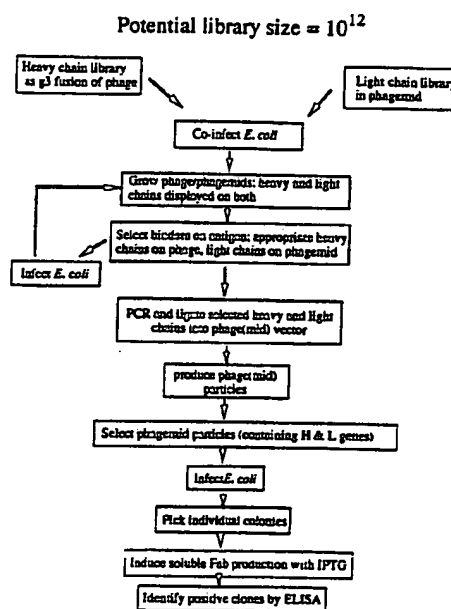 Potential library size = 10¹²
Heavy chain library
as g3 fusion of phage
Light chain library
in phagemid
Co-infect E. coli
Grow phage/phagemids: heavy and light
chains displayed on both
Select binders on antigen: appropriate heavy
chains on phage, light chains on phagemid
Infect E. coli
PCR and ligate selected heavy and light
chains into phage(mid) vector
produce phage(mid)
particles
Select phagemid particles (containing H & L genes)
Infect E. coli
Pick individual colonies
Induce soluble Fab production with IPTG
Identify positive clones by ELISA